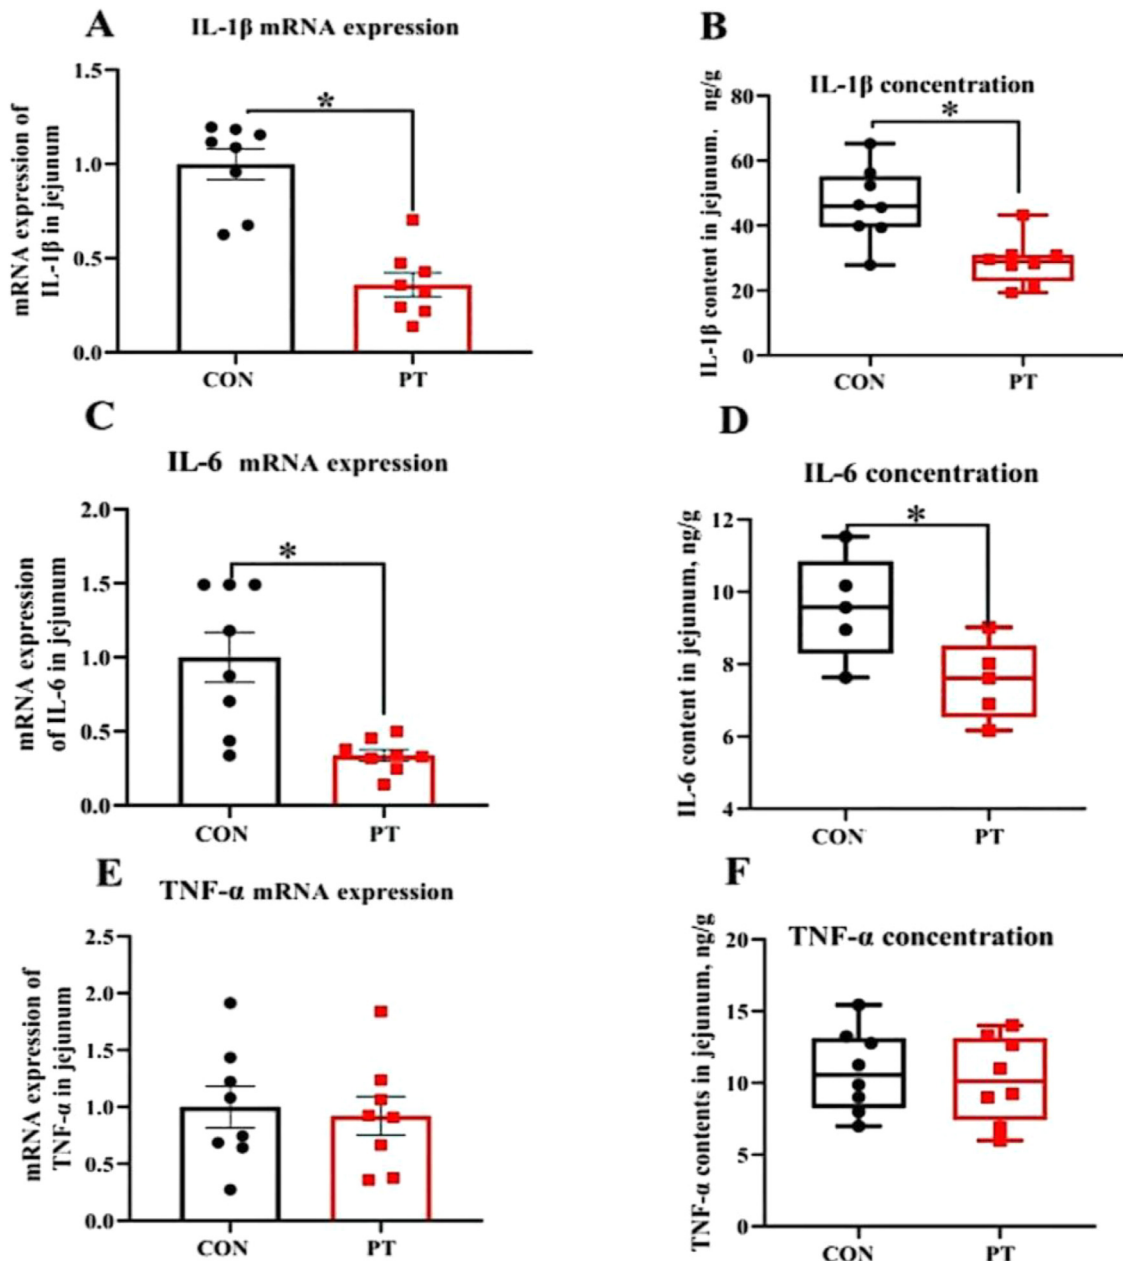 A
IL-1β mRNA expression
mRNA expression of
IL-1β in jejunum
1.5
1.0
0.5
0.0
*
CON
PT
B
IL-1β concentration
IL-1β content in jejunum, ng/g
80
60
40
20
0
*
CON
PT
C
IL-6 mRNA expression
mRNA expression
of IL-6 in jejunum
2.0
1.5
1.0
0.5
0.0
*
CON
PT
D
IL-6 concentration
IL-6 content in jejunum, ng/g
12
10
8
6
4
*
CON
PT
E
TNF-α mRNA expression
mRNA expression of
TNF-α in jejunum
2.5
2.0
1.5
1.0
0.5
0.0
CON
PT
F
TNF-α concentration
TNF-α contents in jejunum, ng/g
20
15
10
5
0
CON
PT